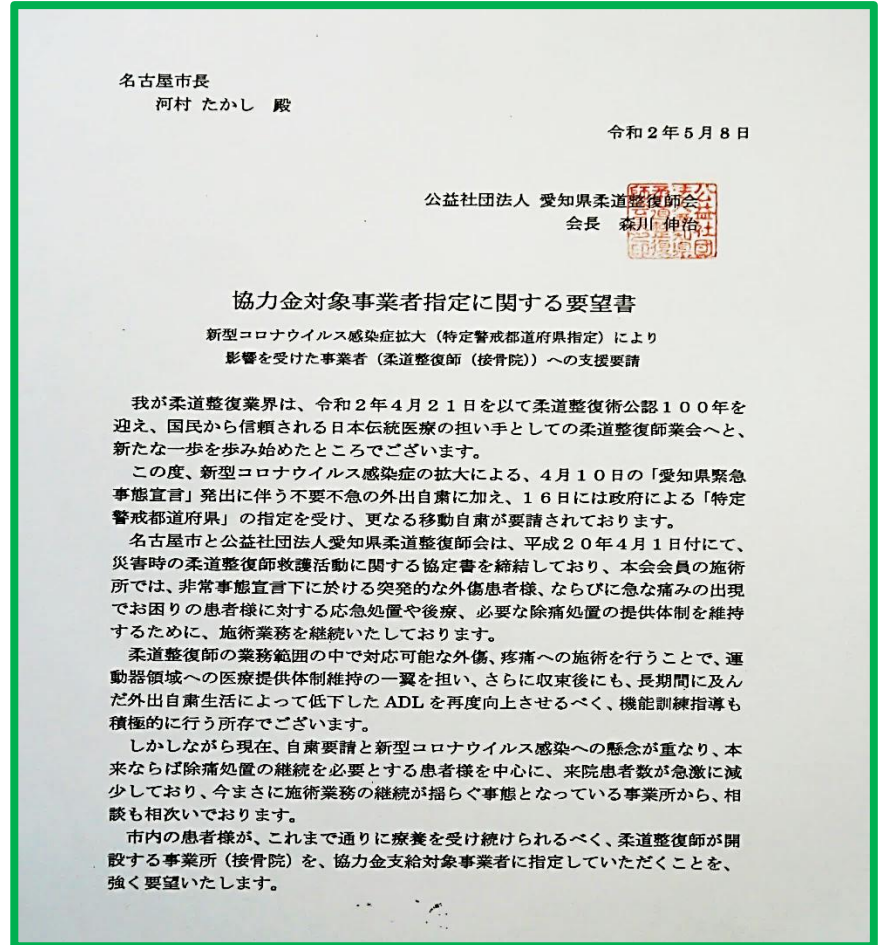 名古屋市長
河村 たかし 殿
令和2年5月8日
公益社団法人 愛知県柔道整復師会
会長 森川 伸治
協力金対象事業者指定に関する要望書
新型コロナウイルス感染症拡大（特定警戒都道府県指定）により
影響を受けた事業者（柔道整復師（接骨院））への支援要請
我が柔道整復業界は、令和2年4月21日を以て柔道整復術公認100年を
迎え、国民から信頼される日本伝統医療の担い手としての柔道整復師業会へと、
新たな一歩を歩み始めたところでございます。
この度、新型コロナウイルス感染症の拡大による、4月10日の「愛知県緊急
事態宣言」発出に伴う不要不急の外出自粛に加え、16日には政府による「特定
警戒都道府県」の指定を受け、更なる移動自粛が要請されております。
名古屋市と公益社団法人愛知県柔道整復師会は、平成20年4月1日付にて、
災害時の柔道整復師救護活動に関する協定書を締結しており、本会会員の施術
所では、非常事態宣言下に於ける突発的な外傷患者様、ならびに急な痛みの出現
でお困りの患者様に対する応急処置や後療、必要な除痛処置の提供体制を維持
するために、施術業務を継続いたしております。
柔道整復師の業務範囲の中で対応可能な外傷、疼痛への施術を行うことで、運
動器領域への医療提供体制維持の一翼を担い、さらに収束後にも、長期間に及ん
だ外出自粛生活によって低下した ADL を再度向上させるべく、機能訓練指導も
積極的に行う所存でございます。
しかしながら現在、自粛要請と新型コロナウイルス感染への懸念が重なり、本
来ならば除痛処置の継続を必要とする患者様を中心に、来院患者数が急激に減
少しており、今まさに施術業務の継続が揺らぐ事態となっている事業所から、相
談も相次いでおります。
市内の患者様が、これまで通りに療養を受け続けられるべく、柔道整復師が開
設する事業所（接骨院）を、協力金支給対象事業者に指定していただくことを、
強く要望いたします。